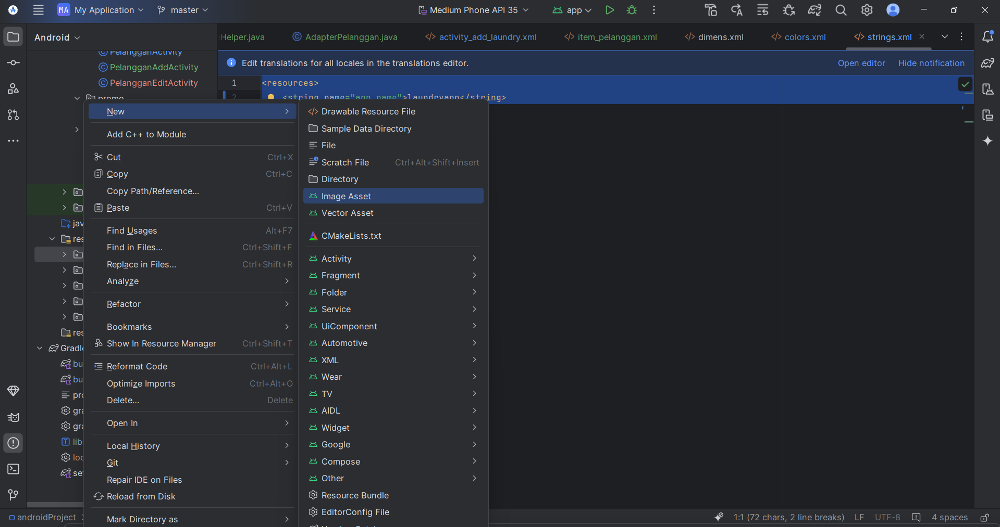 MA My Application master Medium Phone API 35 app
Android
Helper.java AdapterPelanggan.java activity_add_laundry.xml item_pelanggan.xml dimens.xml colors.xml strings.xml
PelangganActivity
PelangganAddActivity
PelangganEditActivity
promo
jav
res
res
Gradle
bu
bu
pro
gra
gra
libs
loc
set
Edit translations for all locales in the translations editor. Open editor Hide notification
1 <resources>
2 <string name="app_name">laundryapp</string>
New
Add C++ to Module
Cut Ctrl+X
Copy Ctrl+C
Copy Path/Reference...
Paste Ctrl+V
Find Usages Alt+F7
Find in Files... Ctrl+Shift+F
Replace in Files... Ctrl+Shift+R
Analyze
Refactor
Bookmarks
Show In Resource Manager Ctrl+Shift+T
Reformat Code Ctrl+Alt+L
Optimize Imports Ctrl+Alt+O
Delete... Delete
Open In
Local History
Git
Repair IDE on Files
Reload from Disk
Mark Directory as
Drawable Resource File
Sample Data Directory
File
Scratch File Ctrl+Alt+Shift+Insert
Directory
Image Asset
Vector Asset
CMakeLists.txt
Activity
Fragment
Folder
Service
UiComponent
Automotive
XML
Wear
TV
AIDL
Widget
Google
Compose
Other
Resource Bundle
EditorConfig File
androidProject 1:1 (72 chars, 2 line breaks) LF UTF-8 4 spaces